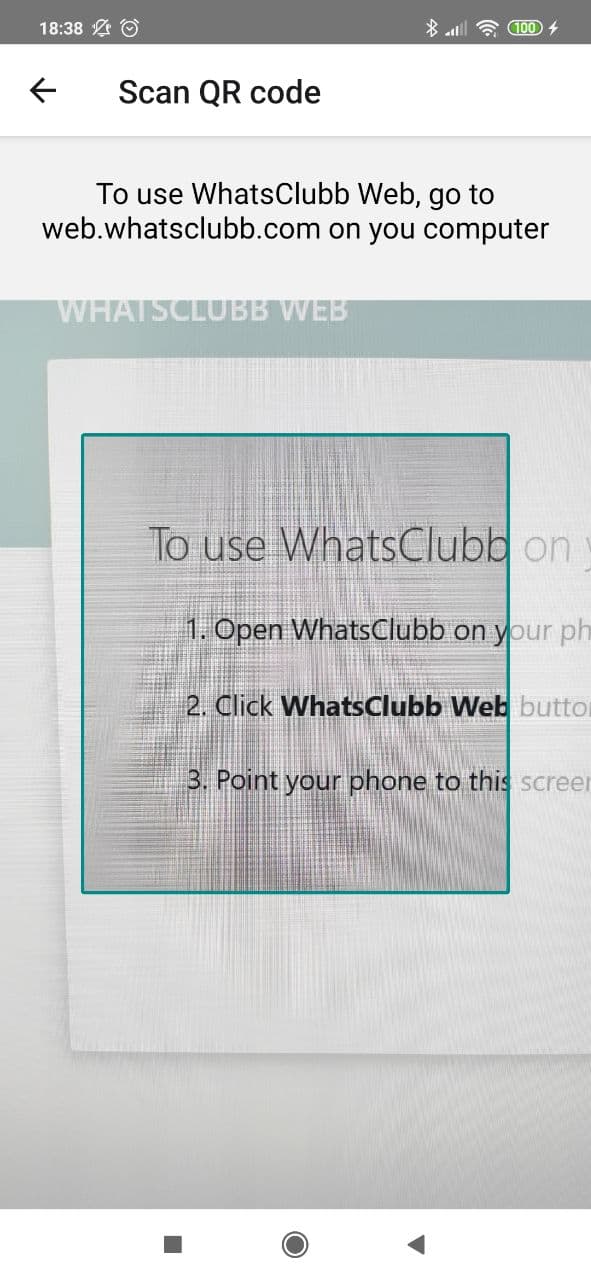 18:38
100
Scan QR code
To use WhatsClubb Web, go to
web.whatsclubb.com on you computer
WHATSCLUBB WEB
To use WhatsClubb on
1. Open WhatsClubb on your ph
2. Click WhatsClubb Web button
3. Point your phone to this screen